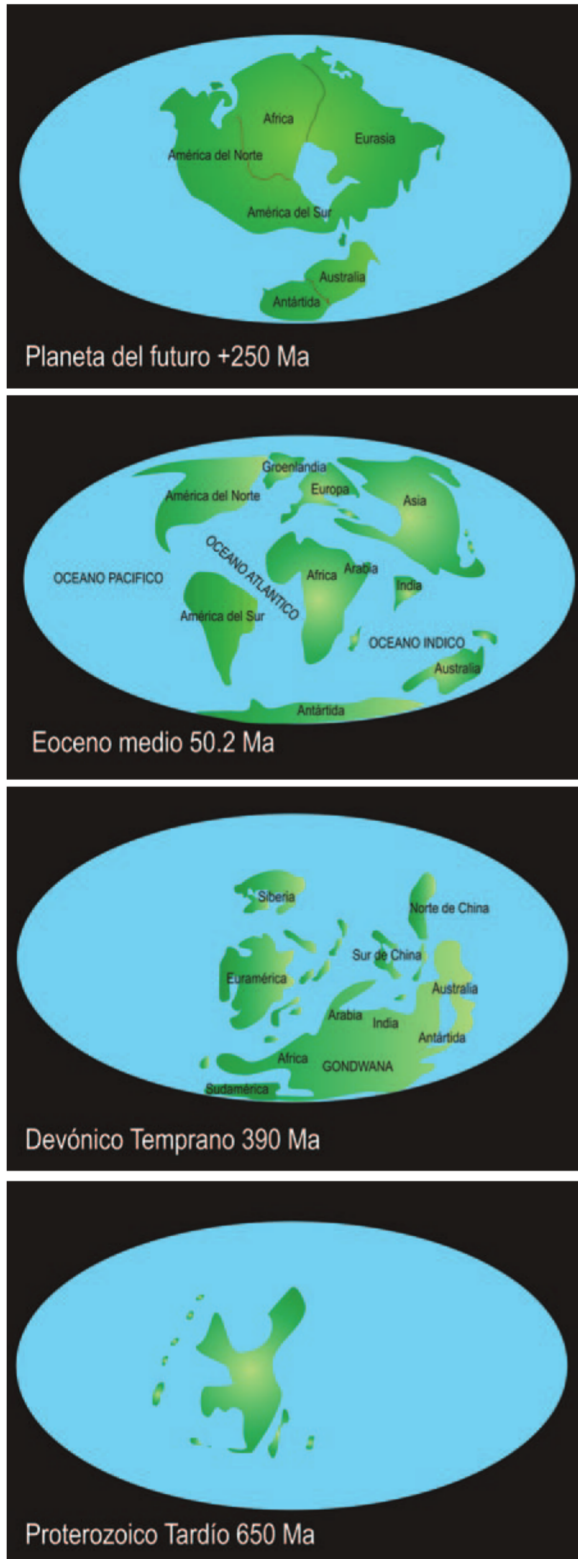 Africa
Eurasia
América del Norte
América del Sur
Australia
Antártida
Planeta del futuro +250 Ma
Groenlandia
América del Norte
Europa
Asia
OCEANO ATLANTICO
OCEANO PACIFICO
Africa
Arabia
India
América del Sur
OCEANO INDICO
Australia
Antártida
Eoceno medio 50.2 Ma
Siberia
Norte de China
Sur de China
Euramérica
Australia
Arabia
India
Antártida
Africa
GONDWANA
Sudamérica
Devónico Temprano 390 Ma
Proterozoico Tardío 650 Ma